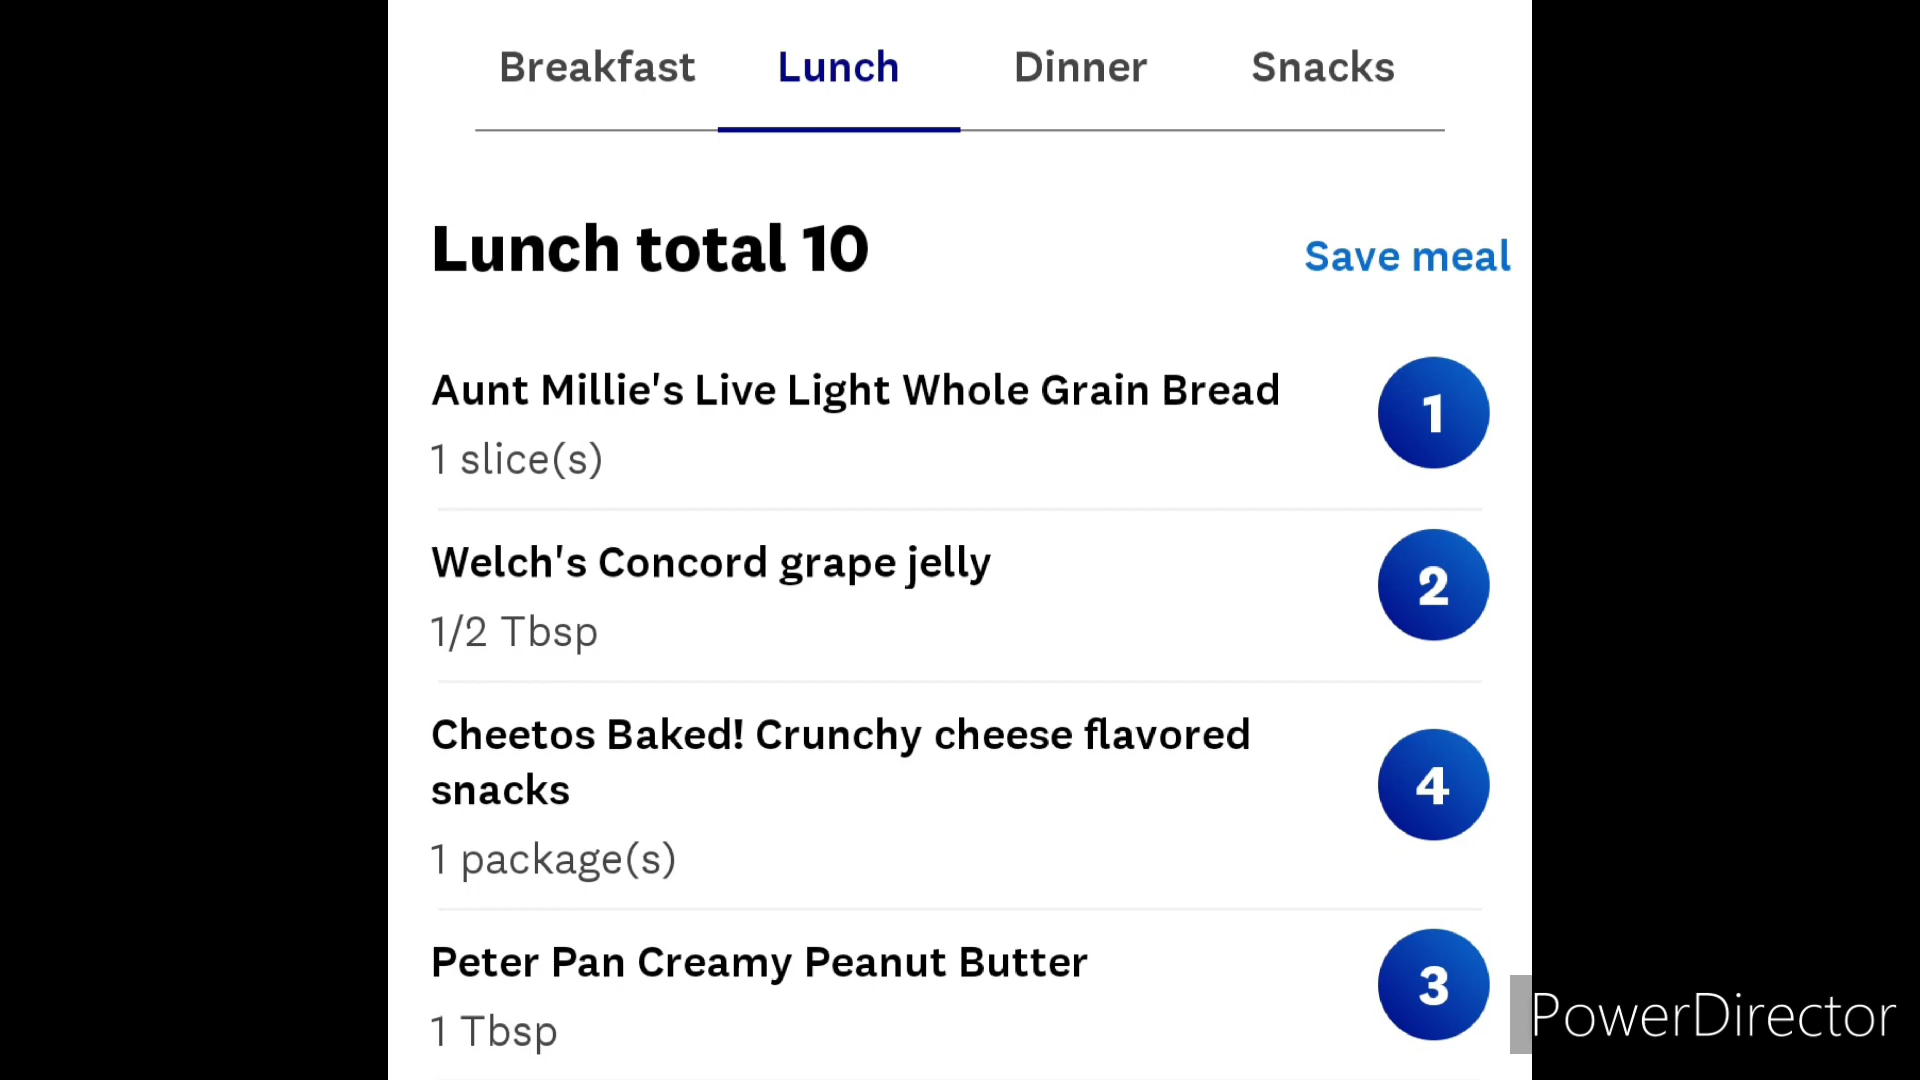 Breakfast Lunch Dinner Snacks
Lunch total 10 Save meal
Aunt Millie's Live Light Whole Grain Bread
1
1 slice(s)
Welch's Concord grape jelly
2
1/2 Tbsp
Cheetos Baked! Crunchy cheese flavored
snacks
4
1 package(s)
Peter Pan Creamy Peanut Butter
3
1 Tbsp
PowerDirector